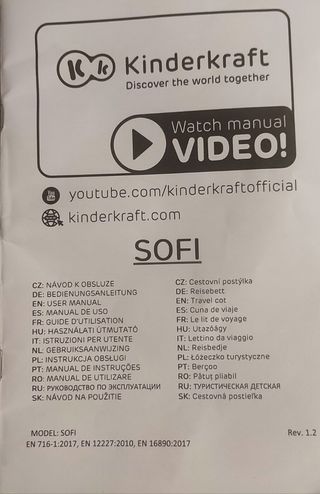 Kk Kinderkraft
Discover the world together
Watch manual
VIDEO!
You Tube youtube.com/kinderkraftofficial
kinderkraft.com
SOFI
CZ: NÁVOD K OBSLUZE
DE: BEDIENUNGSANLEITUNG
EN: USER MANUAL
ES: MANUAL DE USO
FR: GUIDE D'UTILISATION
HU: HASZNÁLATI ÚTMUTATÓ
IT: ISTRUZIONI PER UTENTE
NL: GEBRUIKSAANWIJZING
PL: INSTRUKCJA OBSŁUGI
PT: MANUAL DE INSTRUÇÕES
RO: MANUAL DE UTILIZARE
RU: РУКОВОДСТВО ПО ЭКСПЛУАТАЦИИ
SK: NÁVOD NA POUŽITIE
CZ: Cestovní postýlka
DE: Reisebett
EN: Travel cot
ES: Cuna de viaje
FR: Le lit de voyage
HU: Utazóágy
IT: Lettino da viaggio
NL: Reisbedje
PL: Łóżeczko turystyczne
PT: Berçoo
RO: Pătuț pliabil
RU: ТУРИСТИЧЕСКАЯ ДЕТСКАЯ
SK: Cestovná postieľka
MODEL: SOFI
EN 716-1:2017, EN 12227:2010, EN 16890:2017
Rev. 1.2